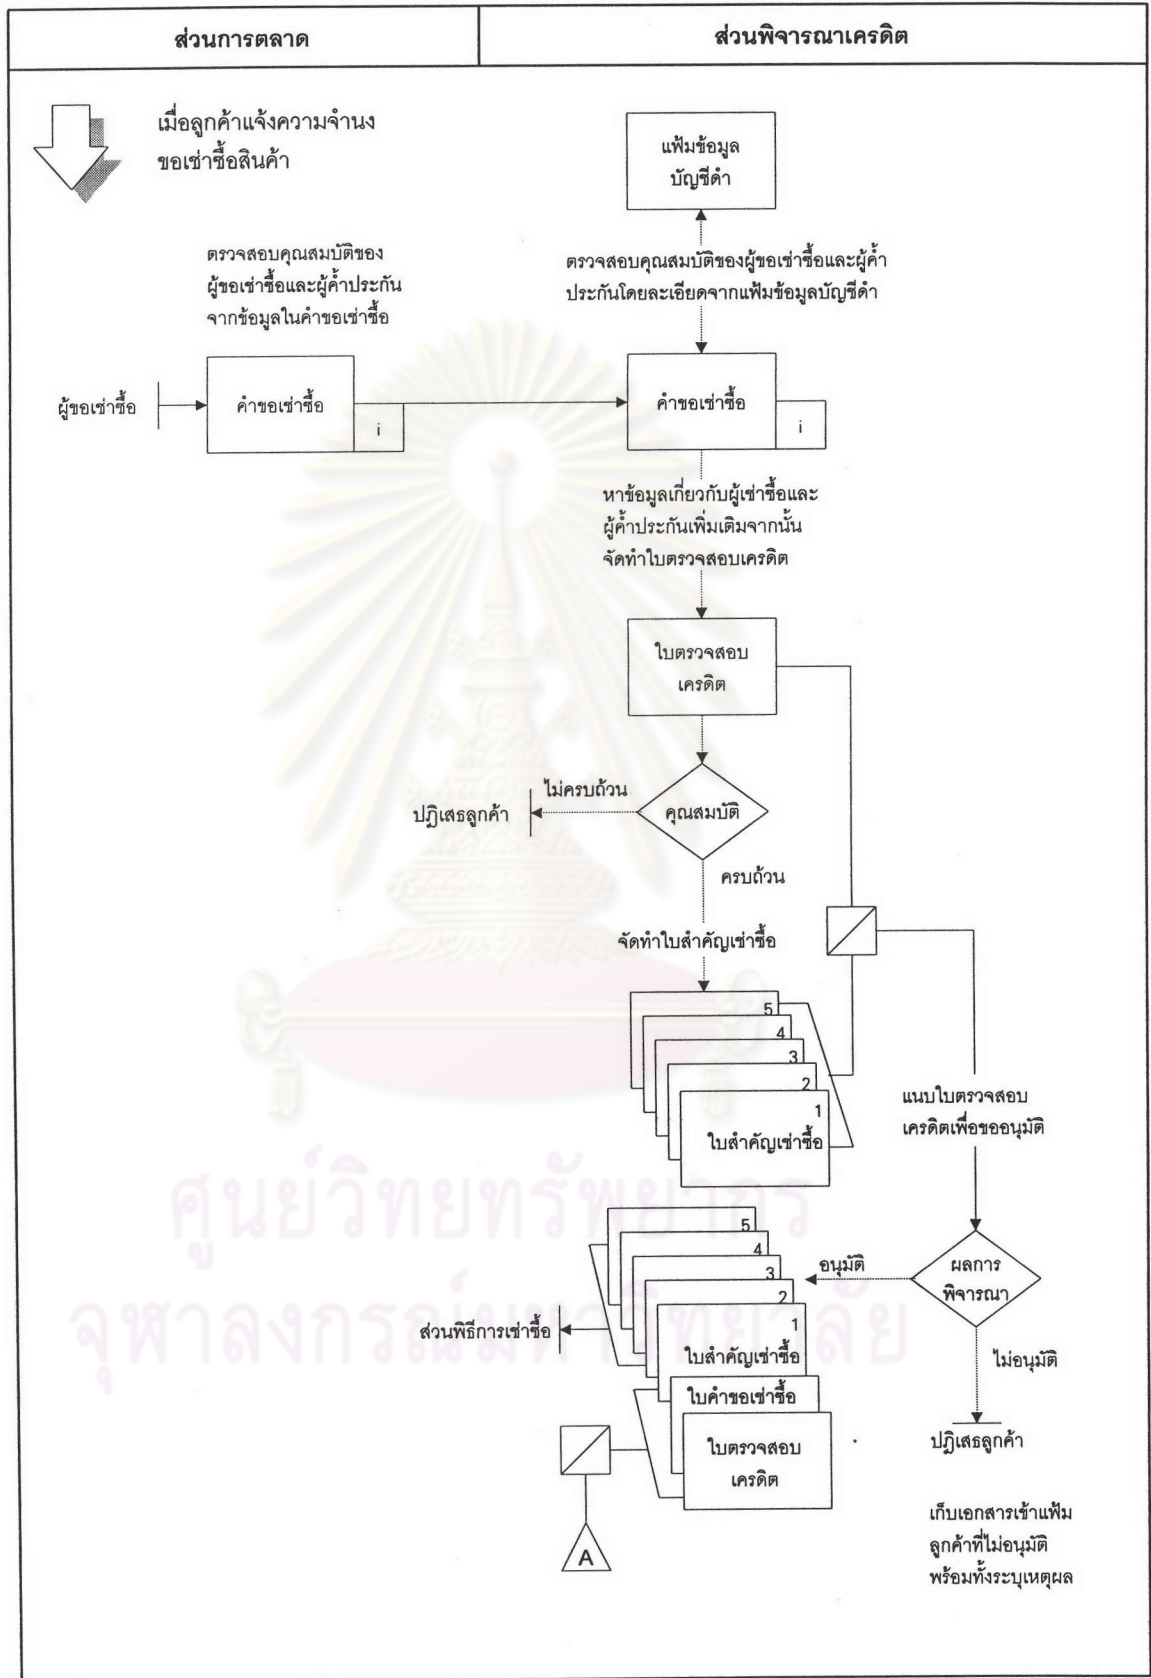 ส่วนการตลาด
ส่วนพิจารณาเครดิต
เมื่อลูกค้าแจ้งความจำนง
ขอเช่าซื้อสินค้า
แฟ้มข้อมูล
บัญชีดำ
ตรวจสอบคุณสมบัติของ
ผู้ขอเช่าซื้อและผู้ค้ำประกัน
จากข้อมูลในคำขอเช่าซื้อ
ตรวจสอบคุณสมบัติของผู้ขอเช่าซื้อและผู้ค้ำ
ประกันโดยละเอียดจากแฟ้มข้อมูลบัญชีดำ
ผู้ขอเช่าซื้อ
คำขอเช่าซื้อ
i
คำขอเช่าซื้อ
i
หาข้อมูลเกี่ยวกับผู้เช่าซื้อและ
ผู้ค้ำประกันเพิ่มเติมจากนั้น
จัดทำใบตรวจสอบเครดิต
ใบตรวจสอบ
เครดิต
ไม่ครบถ้วน
ปฏิเสธลูกค้า
คุณสมบัติ
ครบถ้วน
จัดทำใบสำคัญเช่าซื้อ
5
4
3
2
1
ใบสำคัญเช่าซื้อ
แนบใบตรวจสอบ
เครดิตเพื่อขออนุมัติ
ศูนย์วิทยทรัพยากร
จุฬาลงกรณ์มหาวิทยาลัย
5
4
3
2
1
ใบสำคัญเช่าซื้อ
อนุมัติ
ผลการ
พิจารณา
ส่วนพิธีการเช่าซื้อ
ไม่อนุมัติ
ใบคำขอเช่าซื้อ
ใบตรวจสอบ
เครดิต
ปฏิเสธลูกค้า
A
เก็บเอกสารเข้าแฟ้ม
ลูกค้าที่ไม่อนุมัติ
พร้อมทั้งระบุเหตุผล